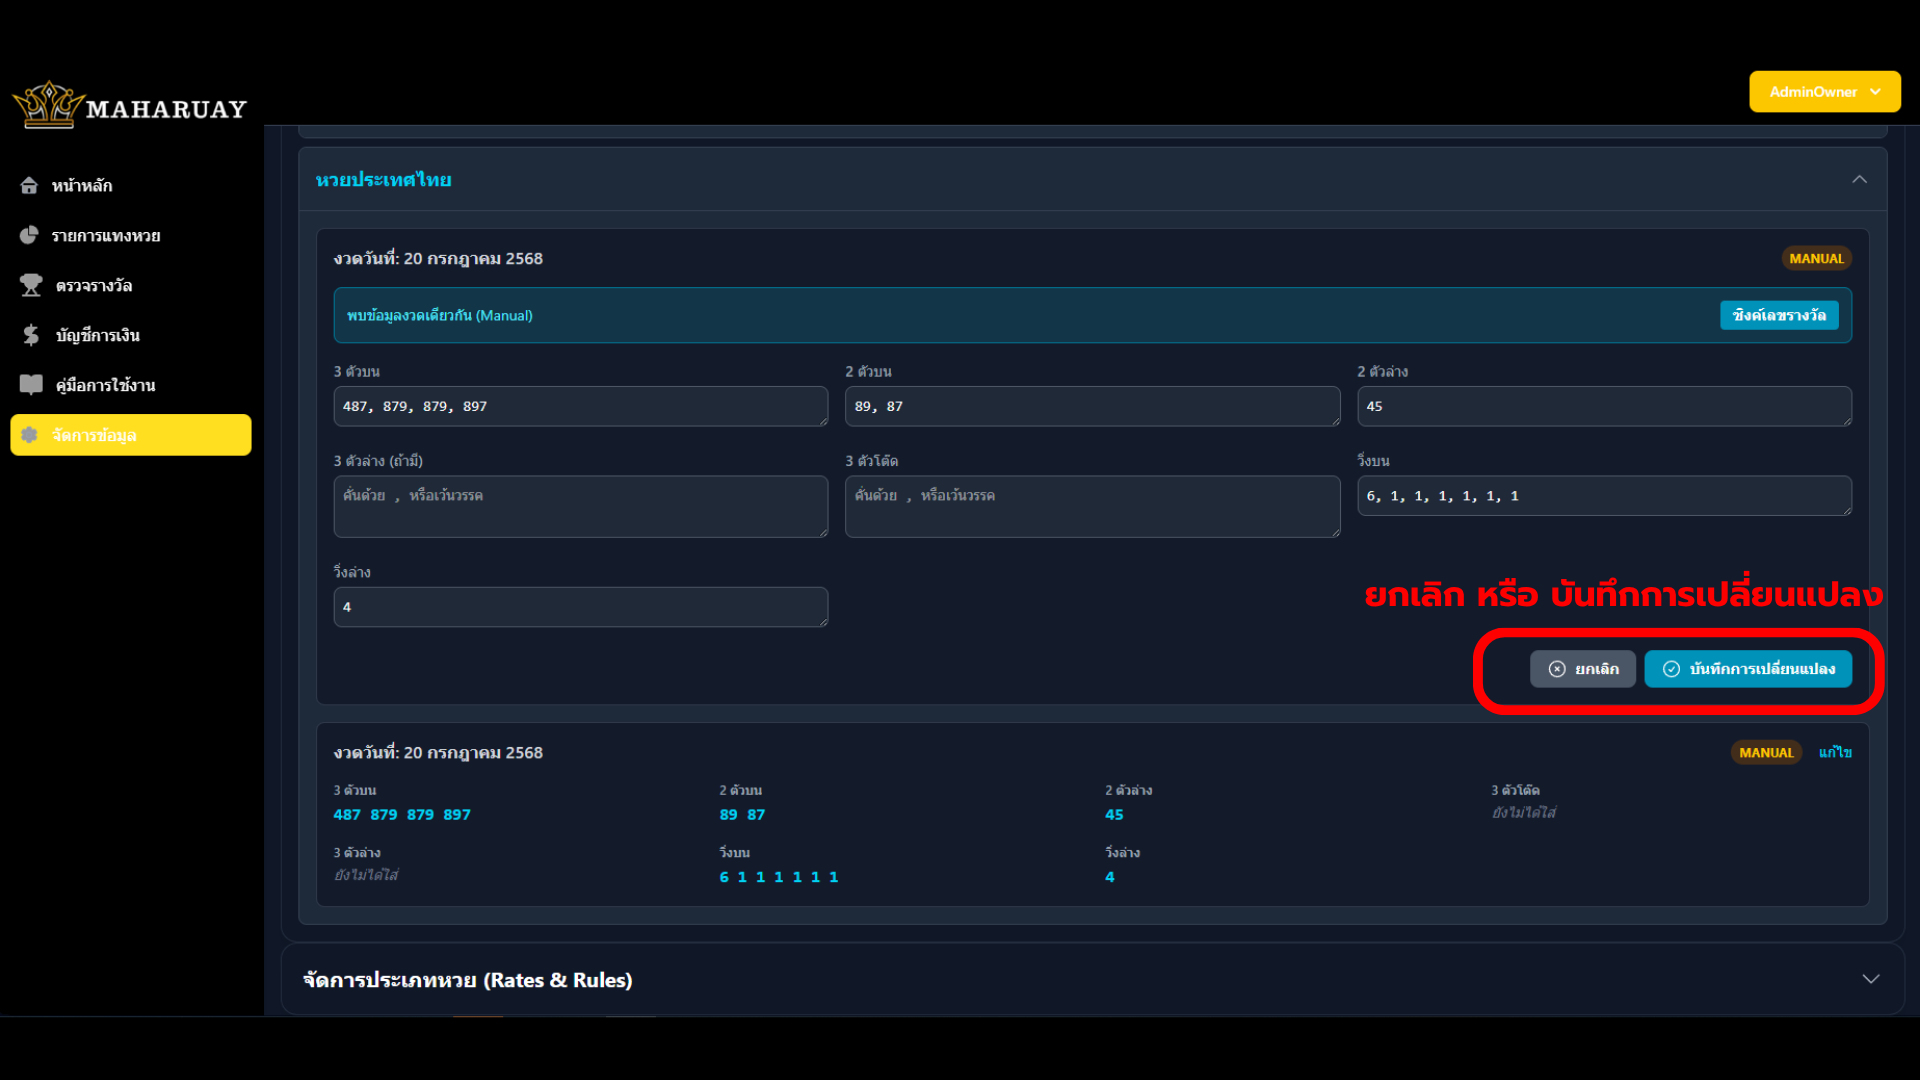 MAHARUAY
AdminOwner
หน้าหลัก
รายการแทงหวย
ตรวจรางวัล
บัญชีการเงิน
คู่มือการใช้งาน
จัดการข้อมูล
หวยประเทศไทย
งวดวันที่: 20 กรกฎาคม 2568
MANUAL
พบข้อมูลงวดเดียวกัน (Manual)
ซิงค์เลขรางวัล
3 ตัวบน
2 ตัวบน
2 ตัวล่าง
487, 879, 879, 897
89, 87
45
3 ตัวล่าง (ถ้ามี)
3 ตัวโต๊ด
วิ่งบน
คั่นด้วย , หรือเว้นวรรค
คั่นด้วย , หรือเว้นวรรค
6, 1, 1, 1, 1, 1, 1
วิ่งล่าง
4
ยกเลิก หรือ บันทึกการเปลี่ยนแปลง
ยกเลิก
บันทึกการเปลี่ยนแปลง
งวดวันที่: 20 กรกฎาคม 2568
MANUAL
แก้ไข
3 ตัวบน
2 ตัวบน
2 ตัวล่าง
3 ตัวโต๊ด
487 879 879 897
89 87
45
ยังไม่ได้ใส่
3 ตัวล่าง
วิ่งบน
วิ่งล่าง
ยังไม่ได้ใส่
6 1 1 1 1 1 1
4
จัดการประเภทหวย (Rates & Rules)